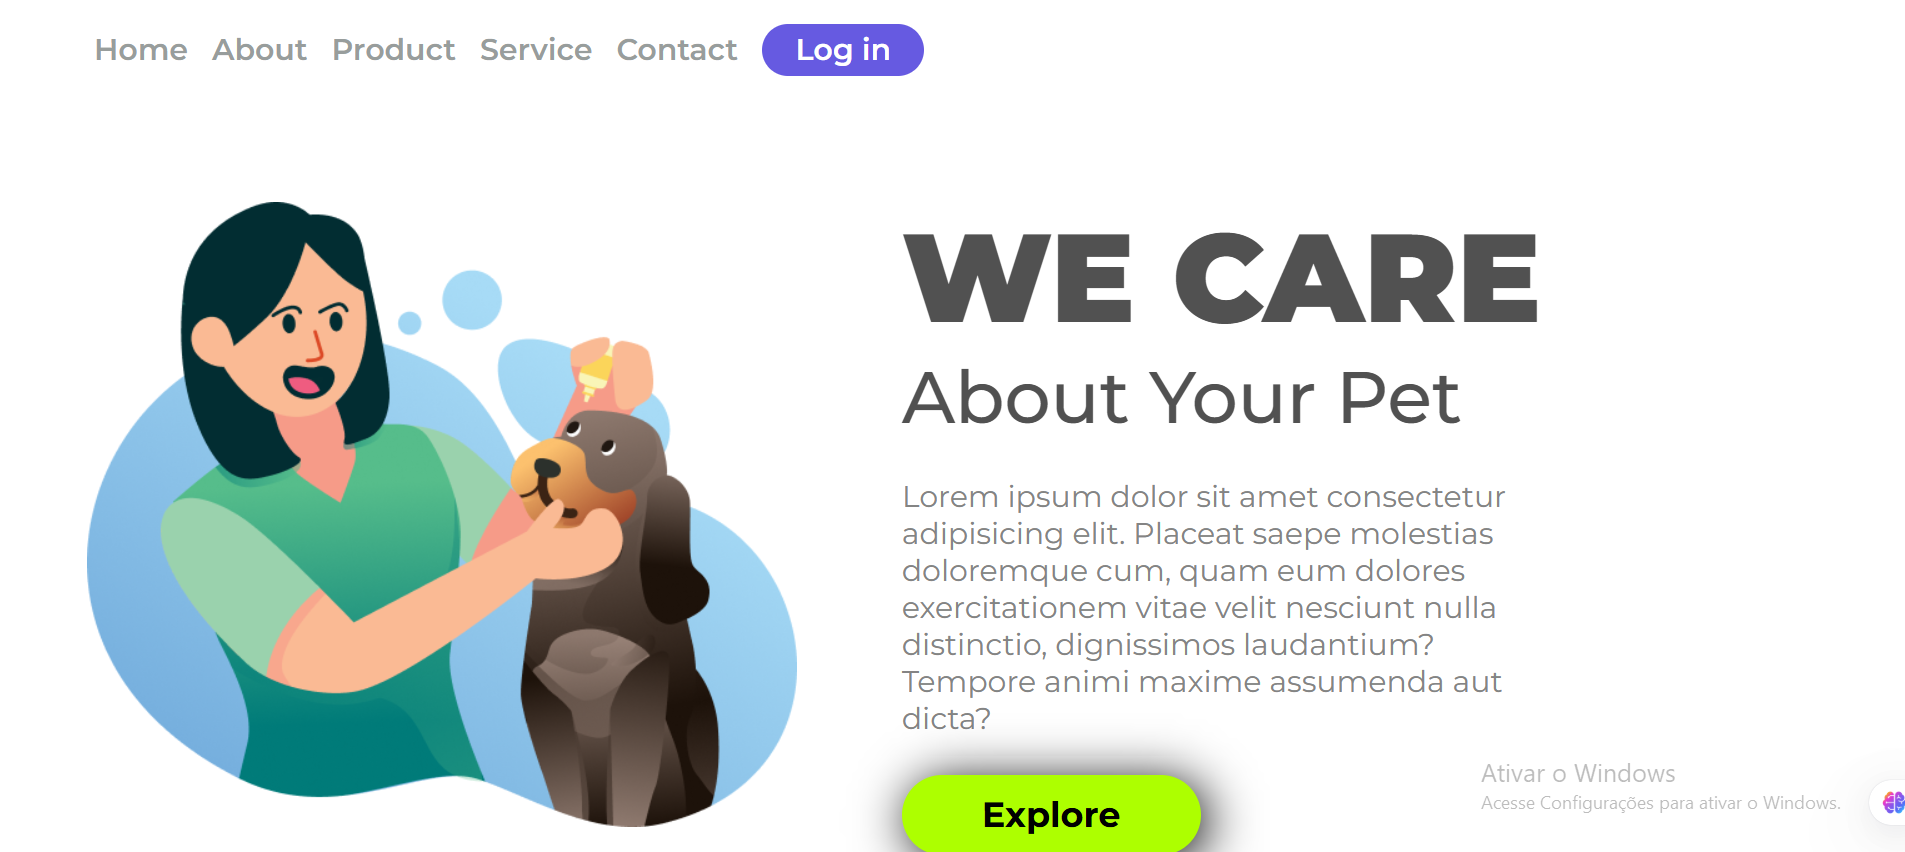 Home About Product Service Contact Log in
WE CARE
About Your Pet
Lorem ipsum dolor sit amet consectetur
adipisicing elit. Placeat saepe molestias
doloremque cum, quam eum dolores
exercitationem vitae velit nesciunt nulla
distinctio, dignissimos laudantium?
Tempore animi maxime assumenda aut
dicta?
Explore
Ativar o Windows
Acesse Configurações para ativar o Windows.